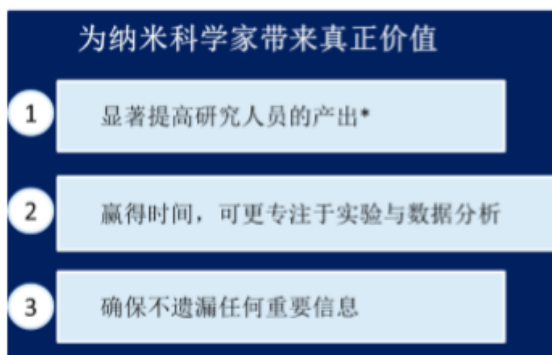 为纳米科学家带来真正价值
1
显著提高研究人员的产出*
2
赢得时间，可更专注于实验与数据分析
3
确保不遗漏任何重要信息